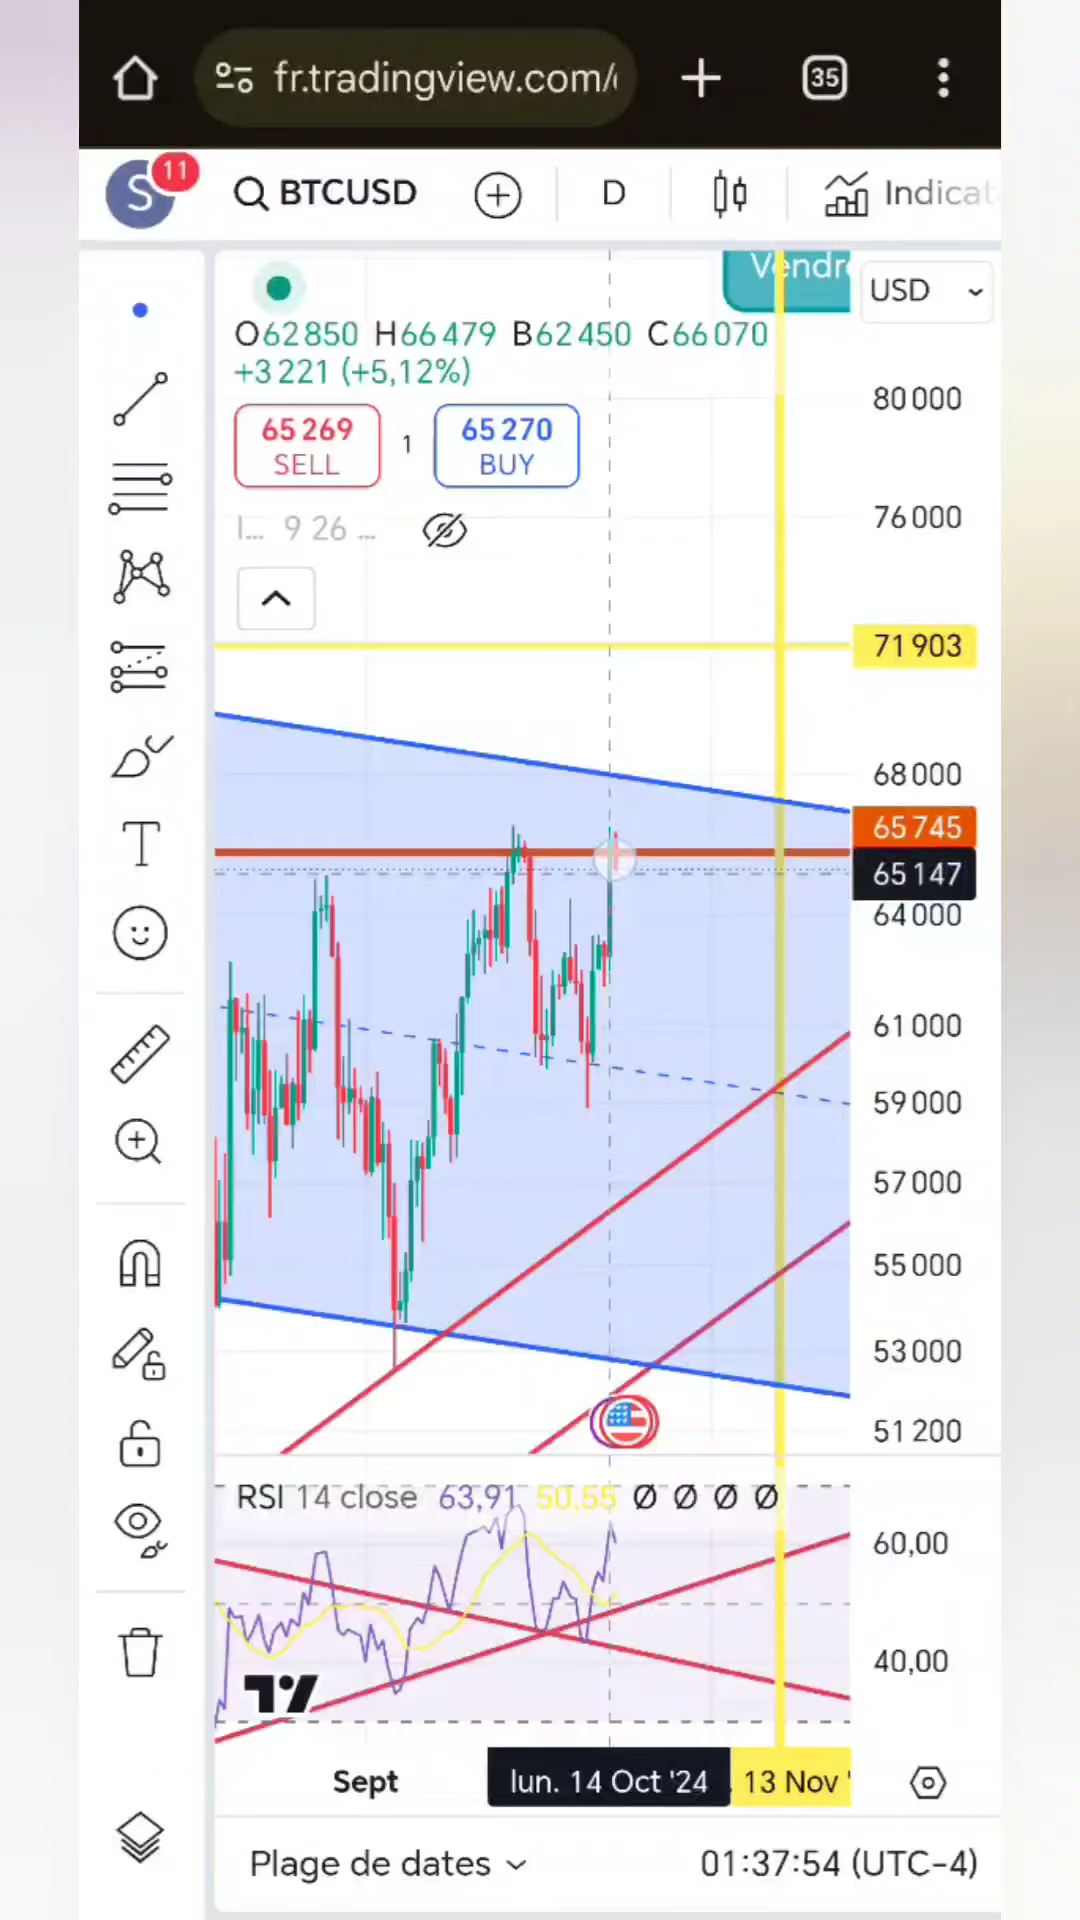 fr.tradingview.com/
35
S
11
BTCUSD
D
Indicat
Vendre
USD
O62 850 H66 479 B62 450 C66 070
+3 221 (+5,12%)
65 269
SELL
1
65 270
BUY
I... 9 26 ...
80 000
76 000
71 903
68 000
65 745
65 147
64 000
61 000
59 000
57 000
55 000
53 000
51 200
T
RSI 14 close 63,91 50,55 Ø Ø Ø Ø
60,00
40,00
Sept
lun. 14 Oct '24
13 Nov '
Plage de dates
01:37:54 (UTC-4)